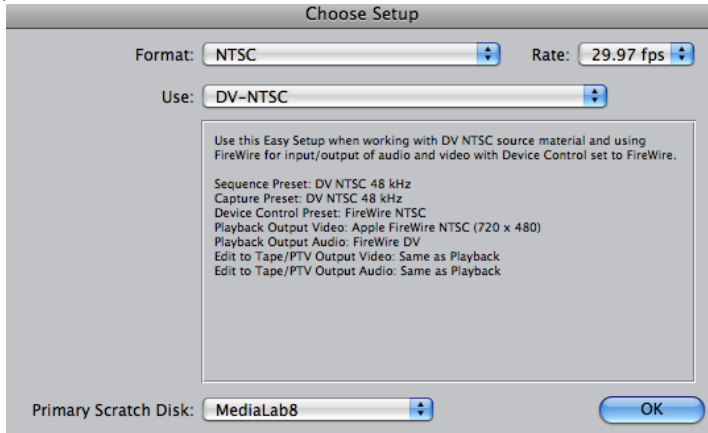 Choose Setup
Format: NTSC Rate: 29.97 fps
Use: DV-NTSC
Use this Easy Setup when working with DV NTSC source material and using
FireWire for input/output of audio and video with Device Control set to FireWire.
Sequence Preset: DV NTSC 48 kHz
Capture Preset: DV NTSC 48 kHz
Device Control Preset: FireWire NTSC
Playback Output Video: Apple FireWire NTSC (720 x 480)
Playback Output Audio: FireWire DV
Edit to Tape/PTV Output Video: Same as Playback
Edit to Tape/PTV Output Audio: Same as Playback
Primary Scratch Disk: MediaLab8 OK